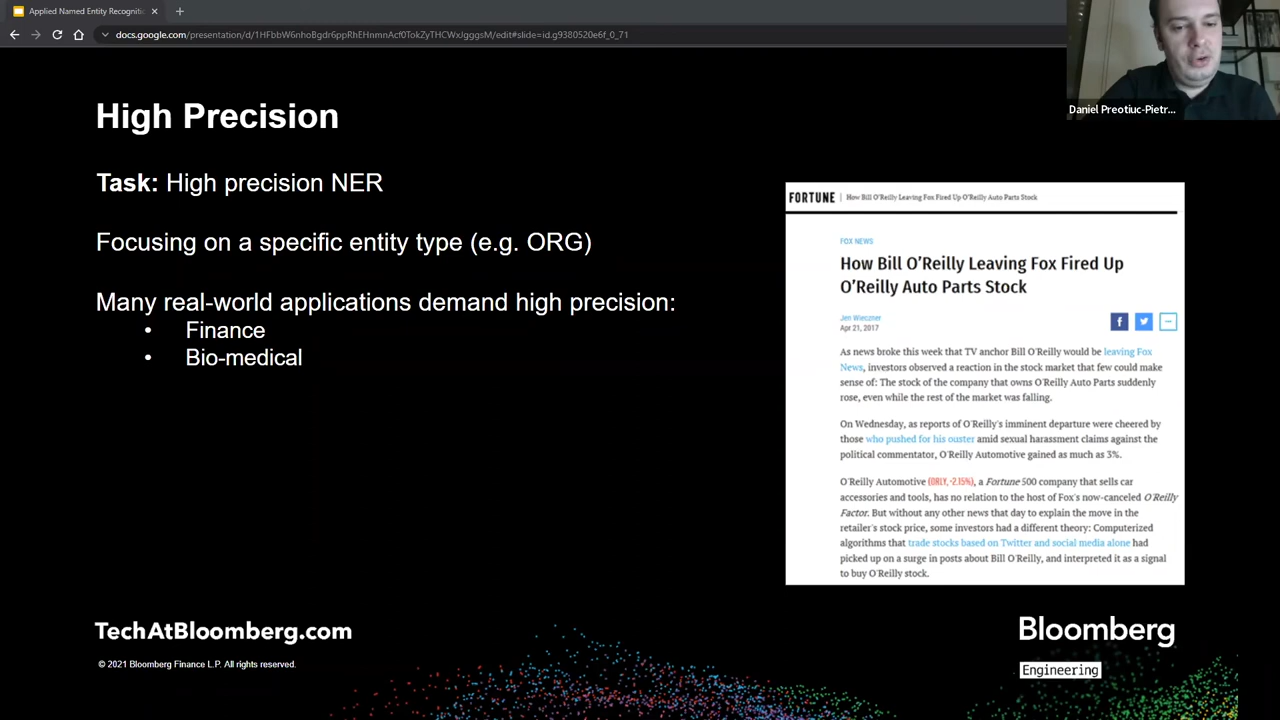 Applied Named Entity Recogniti
docs.google.com/presentation/d/1HFbbW6nhoBgdr6ppRhEHnmnAcf0TokZyTHCWxJgggsM/edit#slide=id.g9380520e6f_0_71
Daniel Preotiuc-Pietr...
High Precision
Task: High precision NER
Focusing on a specific entity type (e.g. ORG)
Many real-world applications demand high precision:
• Finance
• Bio-medical
FORTUNE | How Bill O'Reilly Leaving Fox Fired Up O'Reilly Auto Parts Stock
FOX NEWS
How Bill O'Reilly Leaving Fox Fired Up
O'Reilly Auto Parts Stock
Jen Wieczner
Apr 21, 2017
As news broke this week that TV anchor Bill O'Reilly would be leaving Fox
News, investors observed a reaction in the stock market that few could make
sense of: The stock of the company that owns O'Reilly Auto Parts suddenly
rose, even while the rest of the market was falling.
On Wednesday, as reports of O'Reilly's imminent departure were cheered by
those who pushed for his ouster amid sexual harassment claims against the
political commentator, O'Reilly Automotive gained as much as 3%.
O'Reilly Automotive (ORLY, -2.15%), a Fortune 500 company that sells car
accessories and tools, has no relation to the host of Fox's now-canceled O'Reilly
Factor. But without any other news that day to explain the move in the
retailer's stock price, some investors had a different theory: Computerized
algorithms that trade stocks based on Twitter and social media alone had
picked up on a surge in posts about Bill O'Reilly, and interpreted it as a signal
to buy O'Reilly stock.
TechAtBloomberg.com
© 2021 Bloomberg Finance L.P. All rights reserved.
Bloomberg
Engineering